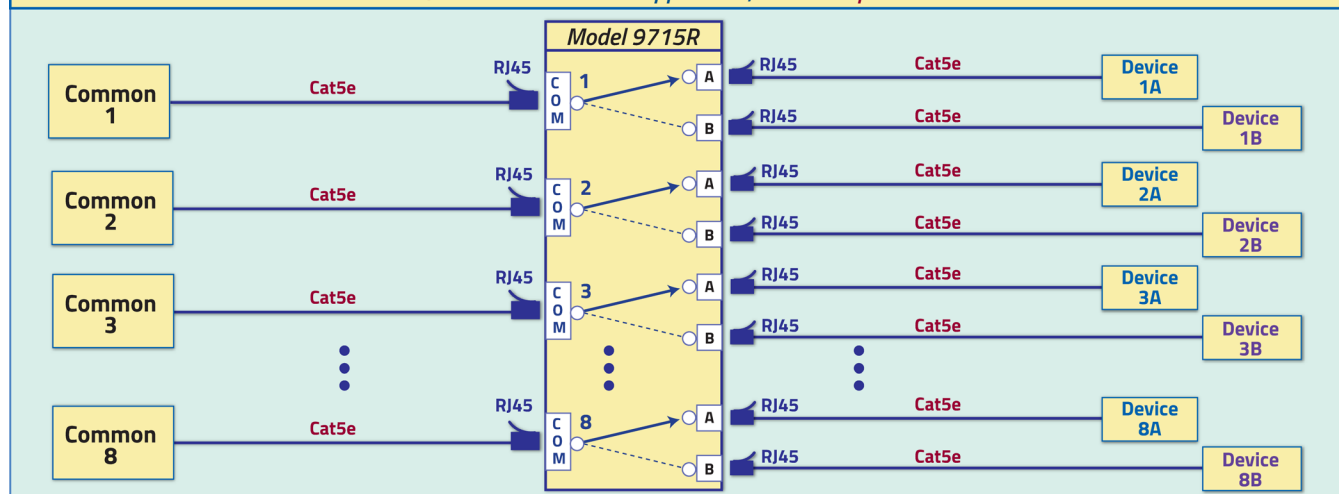 Model 9715R
Common
1
Cat5e
RJ45
C
O
M
1
A
B
RJ45
Cat5e
Device
1A
RJ45
Cat5e
Device
1B
Common
2
Cat5e
RJ45
C
O
M
2
A
B
RJ45
Cat5e
Device
2A
RJ45
Cat5e
Device
2B
Common
3
Cat5e
RJ45
C
O
M
3
A
B
RJ45
Cat5e
Device
3A
RJ45
Cat5e
Device
3B
Common
8
Cat5e
RJ45
C
O
M
8
A
B
RJ45
Cat5e
Device
8A
RJ45
Cat5e
Device
8B